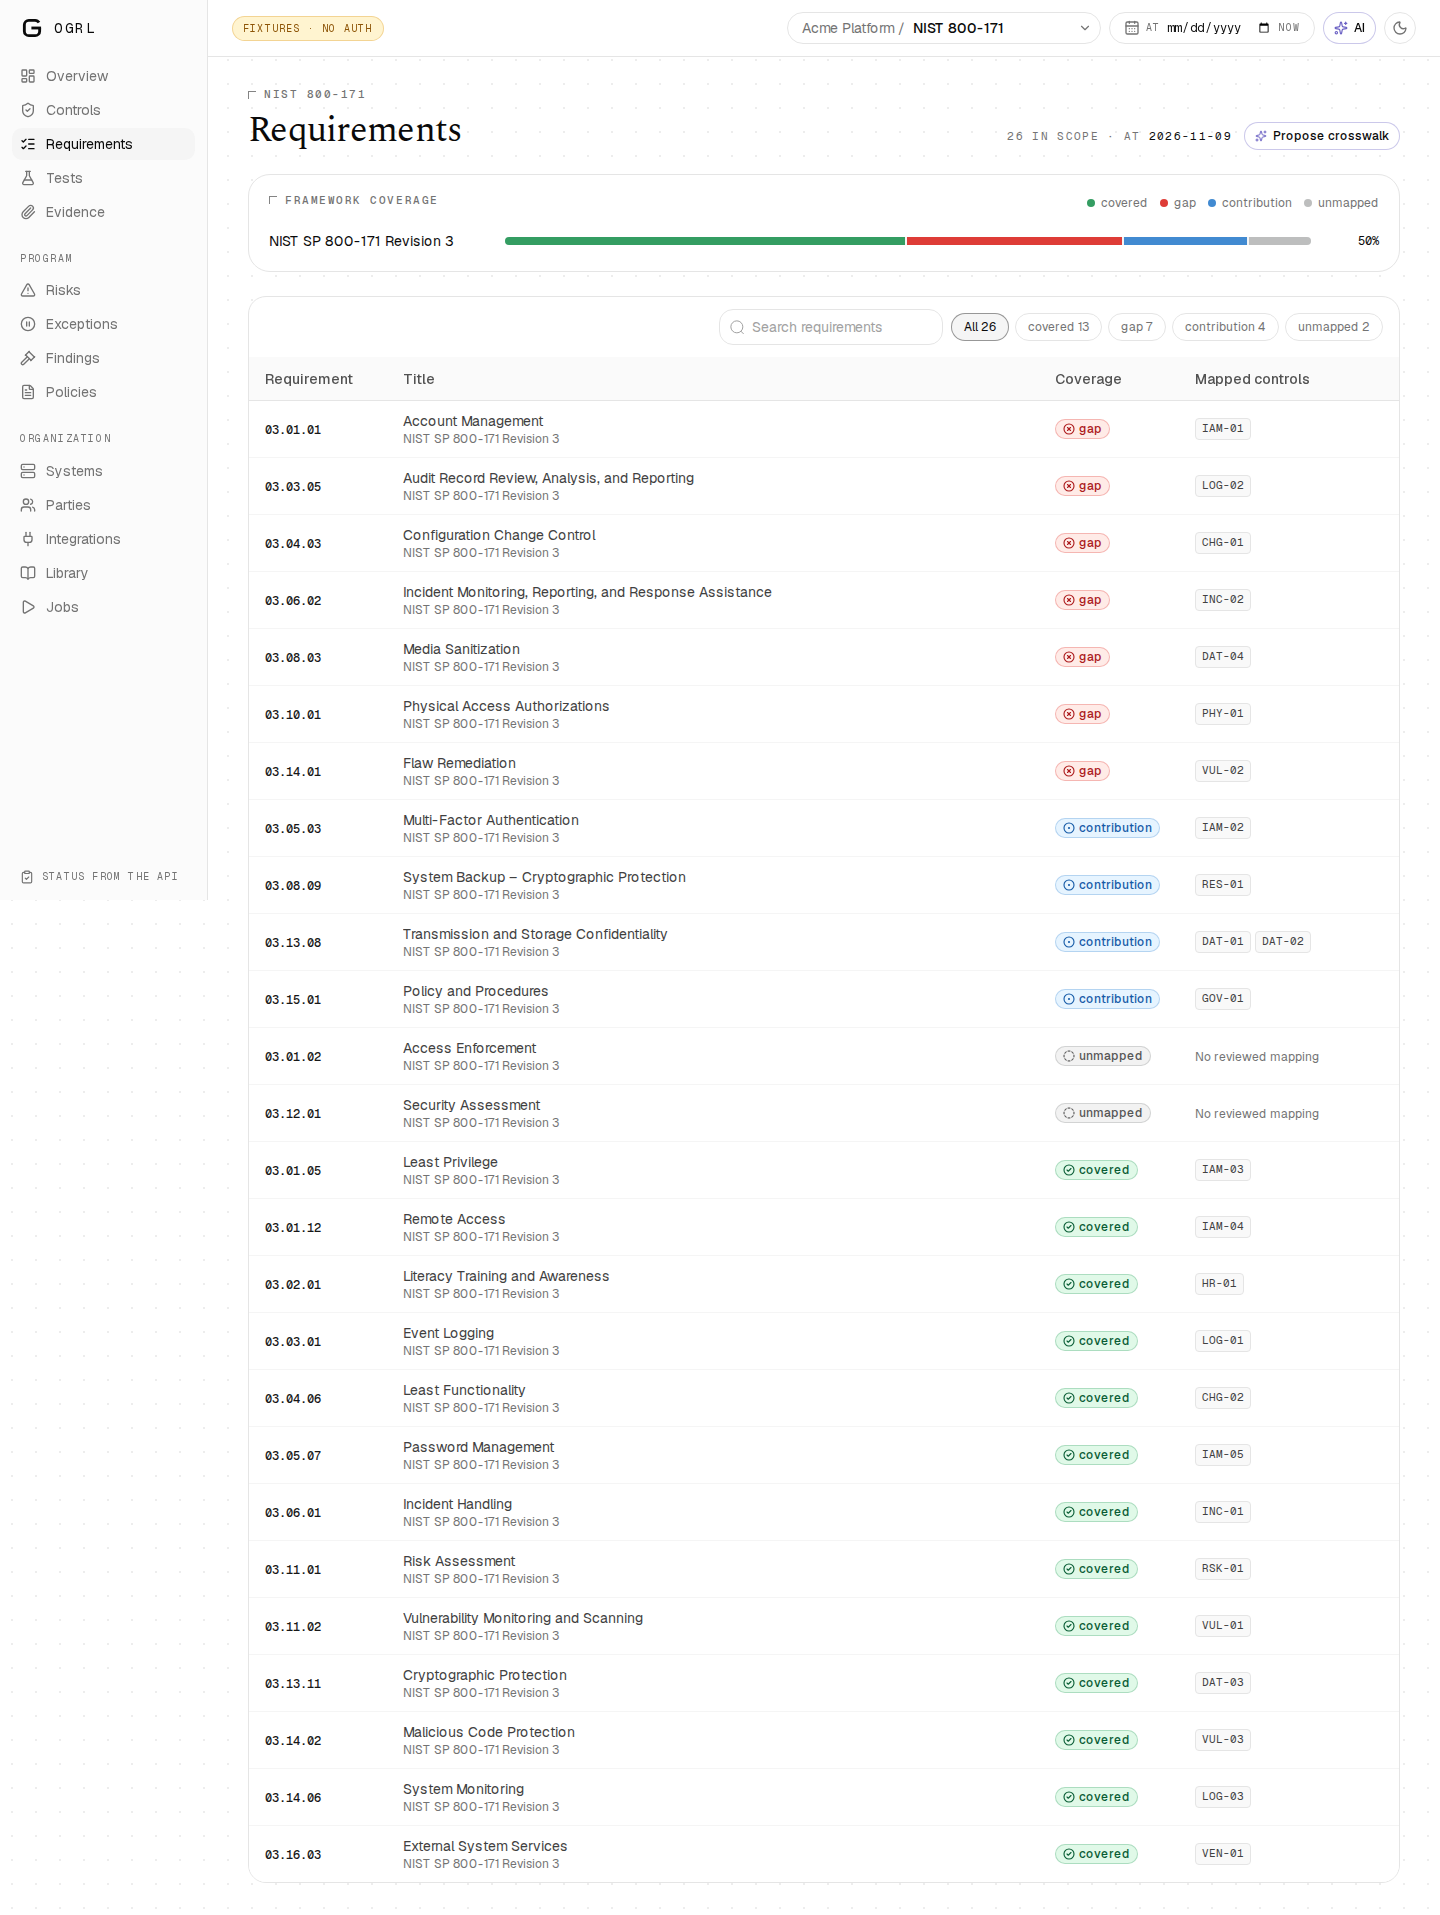 OGRL
Overview
Controls
Requirements
Tests
Evidence
PROGRAM
Risks
Exceptions
Findings
Policies
ORGANIZATION
Systems
Parties
Integrations
Library
Jobs
STATUS FROM THE API
FIXTURES · NO AUTH
Acme Platform / NIST 800-171
AT mm/dd/yyyy NOW
AI
NIST 800-171
Requirements
26 IN SCOPE · AT 2026-11-09
Propose crosswalk
FRAMEWORK COVERAGE
covered gap contribution unmapped
NIST SP 800-171 Revision 3 50%
Search requirements
All 26 covered 13 gap 7 contribution 4 unmapped 2
Requirement Title Coverage Mapped controls
03.01.01 Account Management gap IAM-01
NIST SP 800-171 Revision 3
03.03.05 Audit Record Review, Analysis, and Reporting gap LOG-02
NIST SP 800-171 Revision 3
03.04.03 Configuration Change Control gap CHG-01
NIST SP 800-171 Revision 3
03.06.02 Incident Monitoring, Reporting, and Response Assistance gap INC-02
NIST SP 800-171 Revision 3
03.08.03 Media Sanitization gap DAT-04
NIST SP 800-171 Revision 3
03.10.01 Physical Access Authorizations gap PHY-01
NIST SP 800-171 Revision 3
03.14.01 Flaw Remediation gap VUL-02
NIST SP 800-171 Revision 3
03.05.03 Multi-Factor Authentication contribution IAM-02
NIST SP 800-171 Revision 3
03.08.09 System Backup – Cryptographic Protection contribution RES-01
NIST SP 800-171 Revision 3
03.13.08 Transmission and Storage Confidentiality contribution DAT-01 DAT-02
NIST SP 800-171 Revision 3
03.15.01 Policy and Procedures contribution GOV-01
NIST SP 800-171 Revision 3
03.01.02 Access Enforcement unmapped No reviewed mapping
NIST SP 800-171 Revision 3
03.12.01 Security Assessment unmapped No reviewed mapping
NIST SP 800-171 Revision 3
03.01.05 Least Privilege covered IAM-03
NIST SP 800-171 Revision 3
03.01.12 Remote Access covered IAM-04
NIST SP 800-171 Revision 3
03.02.01 Literacy Training and Awareness covered HR-01
NIST SP 800-171 Revision 3
03.03.01 Event Logging covered LOG-01
NIST SP 800-171 Revision 3
03.04.06 Least Functionality covered CHG-02
NIST SP 800-171 Revision 3
03.05.07 Password Management covered IAM-05
NIST SP 800-171 Revision 3
03.06.01 Incident Handling covered INC-01
NIST SP 800-171 Revision 3
03.11.01 Risk Assessment covered RSK-01
NIST SP 800-171 Revision 3
03.11.02 Vulnerability Monitoring and Scanning covered VUL-01
NIST SP 800-171 Revision 3
03.13.11 Cryptographic Protection covered DAT-03
NIST SP 800-171 Revision 3
03.14.02 Malicious Code Protection covered VUL-03
NIST SP 800-171 Revision 3
03.14.06 System Monitoring covered LOG-03
NIST SP 800-171 Revision 3
03.16.03 External System Services covered VEN-01
NIST SP 800-171 Revision 3